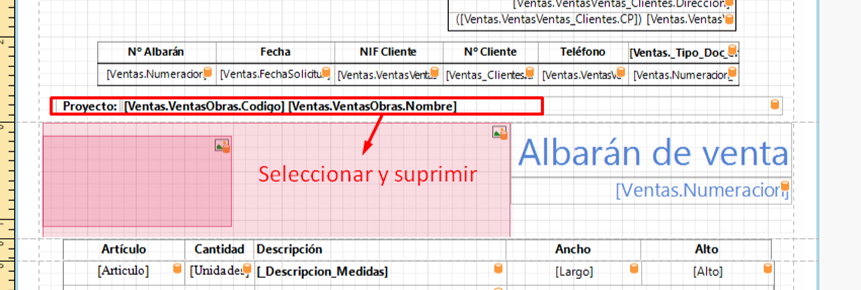 [Ventas.VentasVentas_Clientes.Direccion]
([Ventas.VentasVentas_Clientes.CP]) [Ventas.Ventas
Nº Albarán Fecha NIF Cliente Nº Cliente Teléfono [Ventas._Tipo_Doc_
[Ventas.Numeracion] [Ventas.FechaSolicitu [Ventas.VentasVenta [Ventas_Clientes. [Ventas.VentasV [Ventas.Numeracion]
Proyecto: [Ventas.VentasObras.Codigo] [Ventas.VentasObras.Nombre]
Seleccionar y suprimir
Albarán de venta
[Ventas.Numeracion]
Artículo Cantidad Descripción Ancho Alto
[Articulo] [Unidades] [_Descripcion_Medidas] [Largo] [Alto]